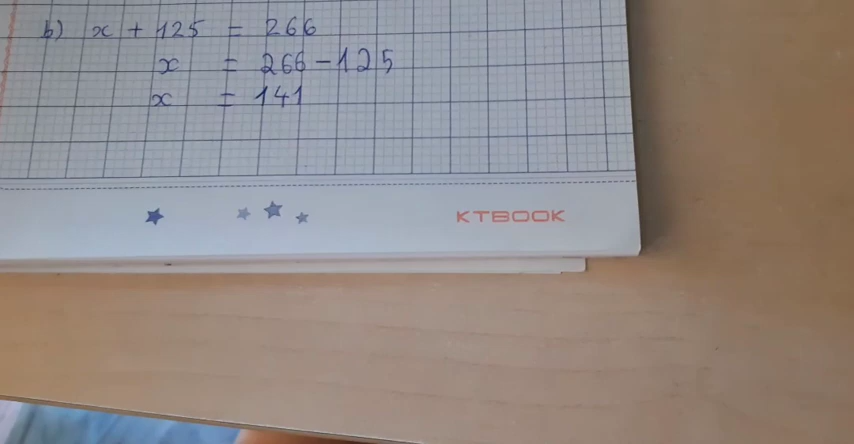 b) x + 125 = 266
x = 266 - 125
x = 141
KTBOOK